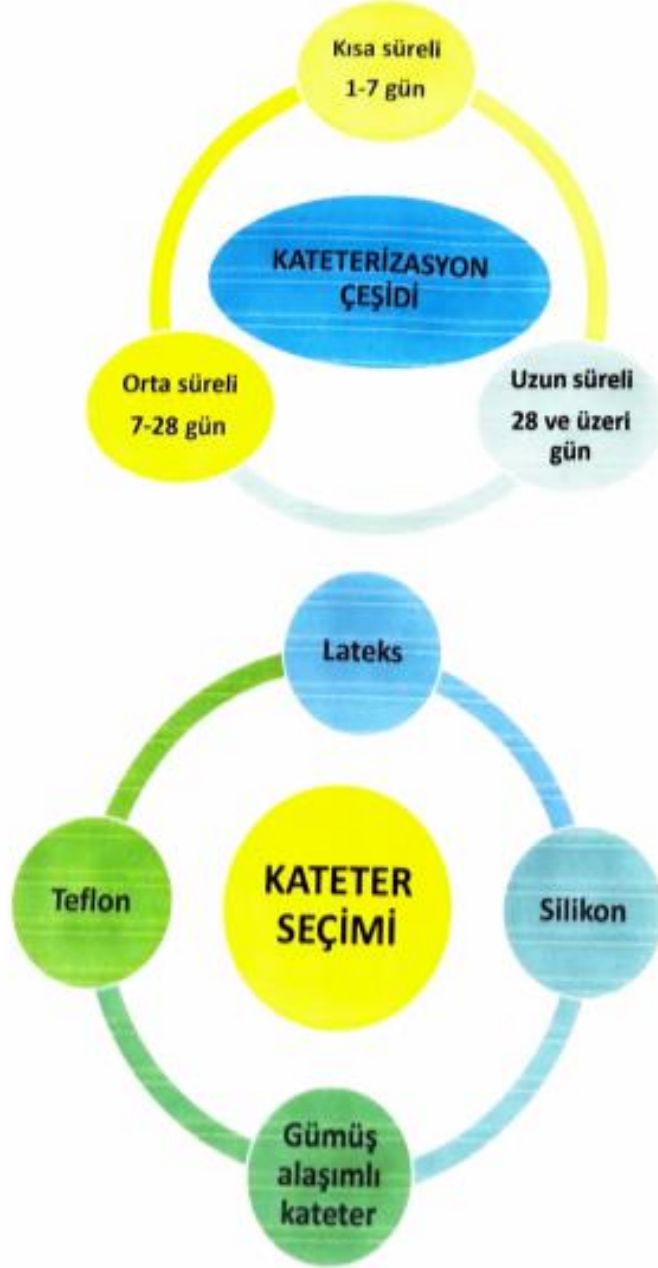 Kısa süreli
1-7 gün
KATETERİZASYON
ÇEŞİDİ
Orta süreli
7-28 gün
Uzun süreli
28 ve üzeri
gün
Lateks
Teflon
KATETER
SEÇİMİ
Silikon
Gümüş
alaşımlı
kateter